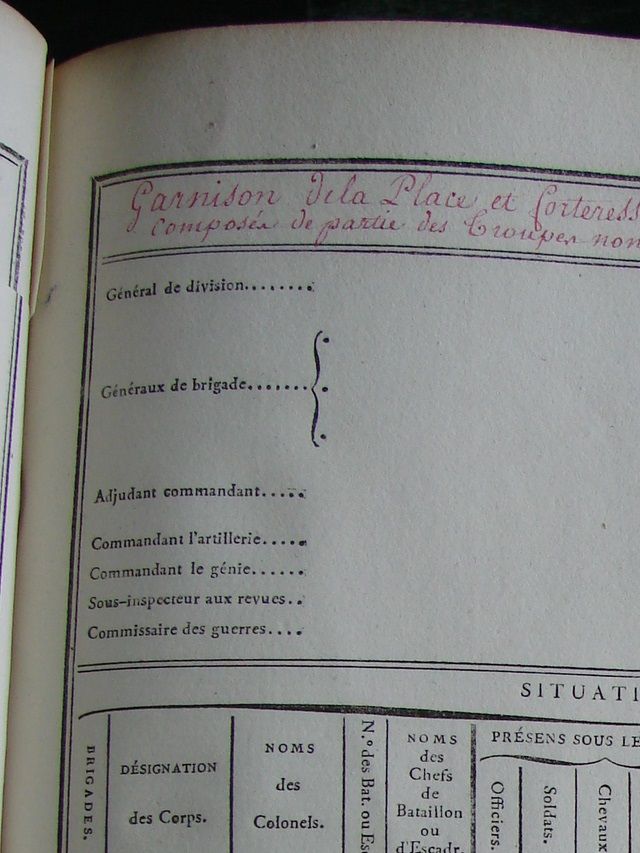 Garnison de la Place et Forteress
Composée de partie des Troupes non
Général de division........
Généraux de brigade.......
Adjudant commandant.....
Commandant l'artillerie.....
Commandant le génie......
Sous-inspecteur aux revues..
Commissaire des guerres....
SITUATI
BRIGADES.
DÉSIGNATION
des Corps.
NOMS
des
Colonels.
N.º des Bat. ou Es
NOMS
des
Chefs
de
Bataillon
ou
d'Escadr.
PRÉSENS SOUS LE
Officiers.
Soldats.
Chevaux